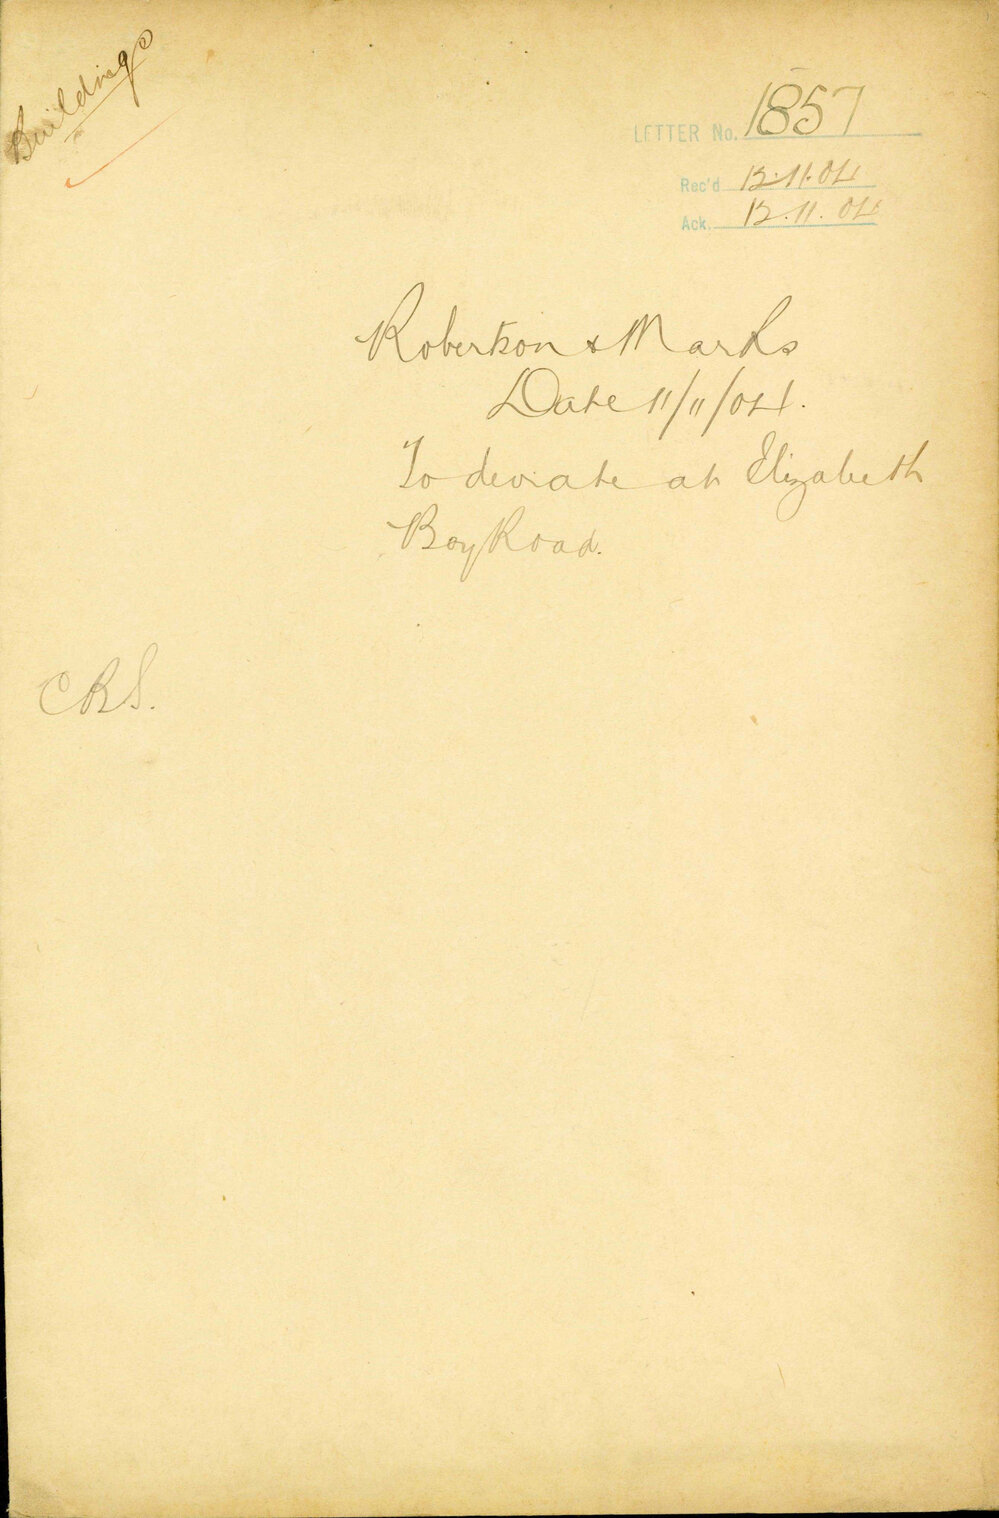 Buildings
LETTER No. 1857
Rec'd 12.11.04
Ack. 12.11.04
Robertson & Marks
Date 11/11/04.
To deviate at Elizabeth
Bay Road.
CRS.